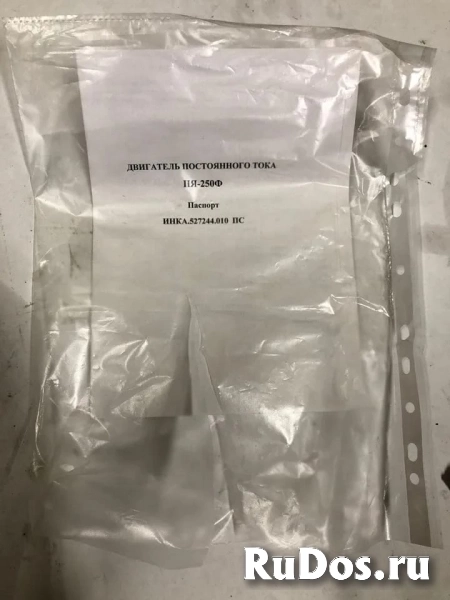 ДВИГАТЕЛЬ ПОСТОЯННОГО ТОКА
ПЯ-250Ф
Паспорт
ИНКА.527244.010 ПС
RuDos.ru